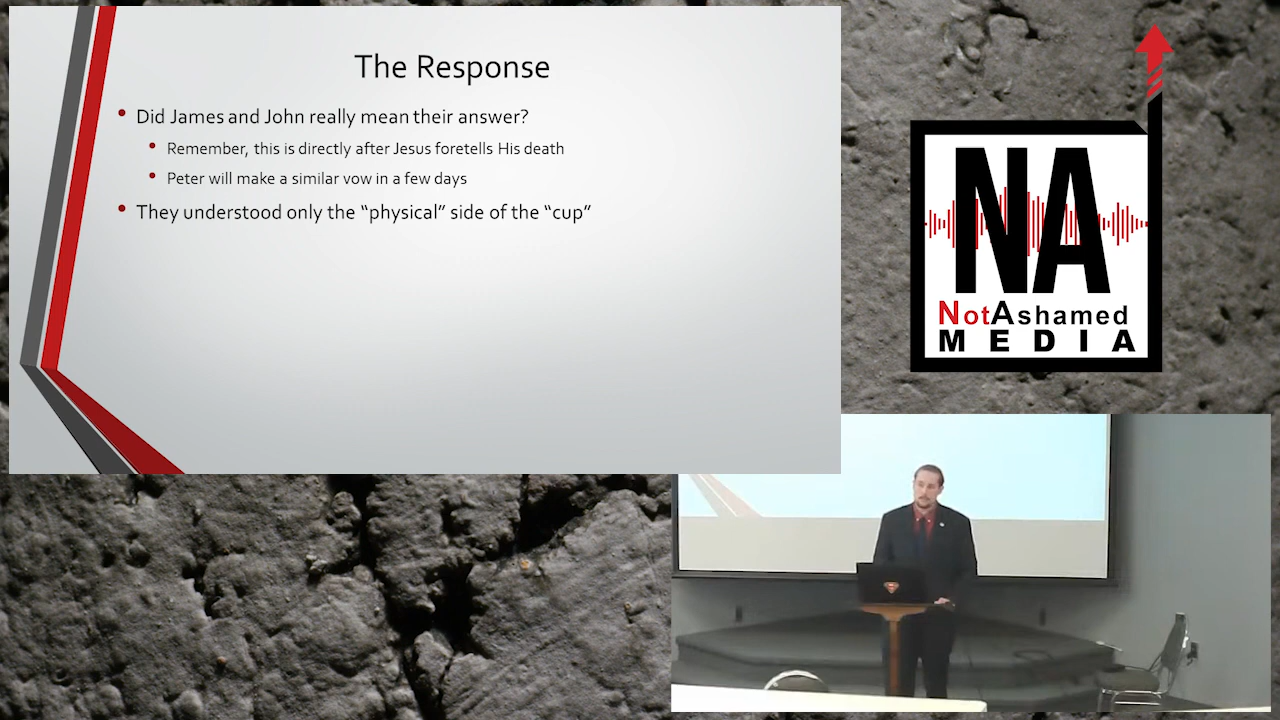 The Response
• Did James and John really mean their answer?
• Remember, this is directly after Jesus foretells His death
• Peter will make a similar vow in a few days
• They understood only the “physical” side of the “cup”
NA
NotAshamed
MEDIA